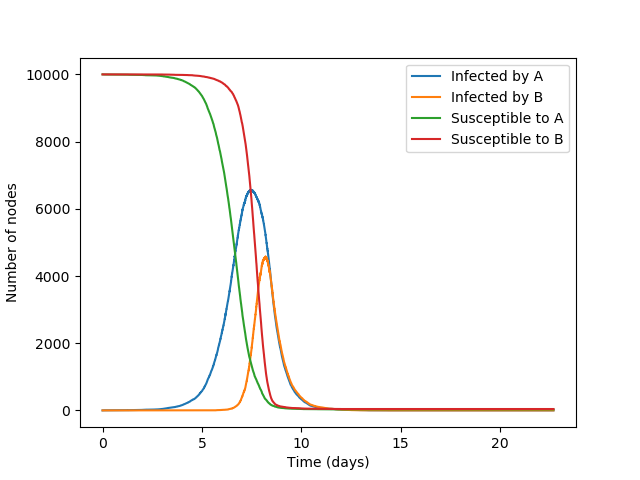 Infected by A
Infected by B
Susceptible to A
Susceptible to B
10000
8000
6000
4000
2000
0
Number of nodes
0 5 10 15 20
Time (days)